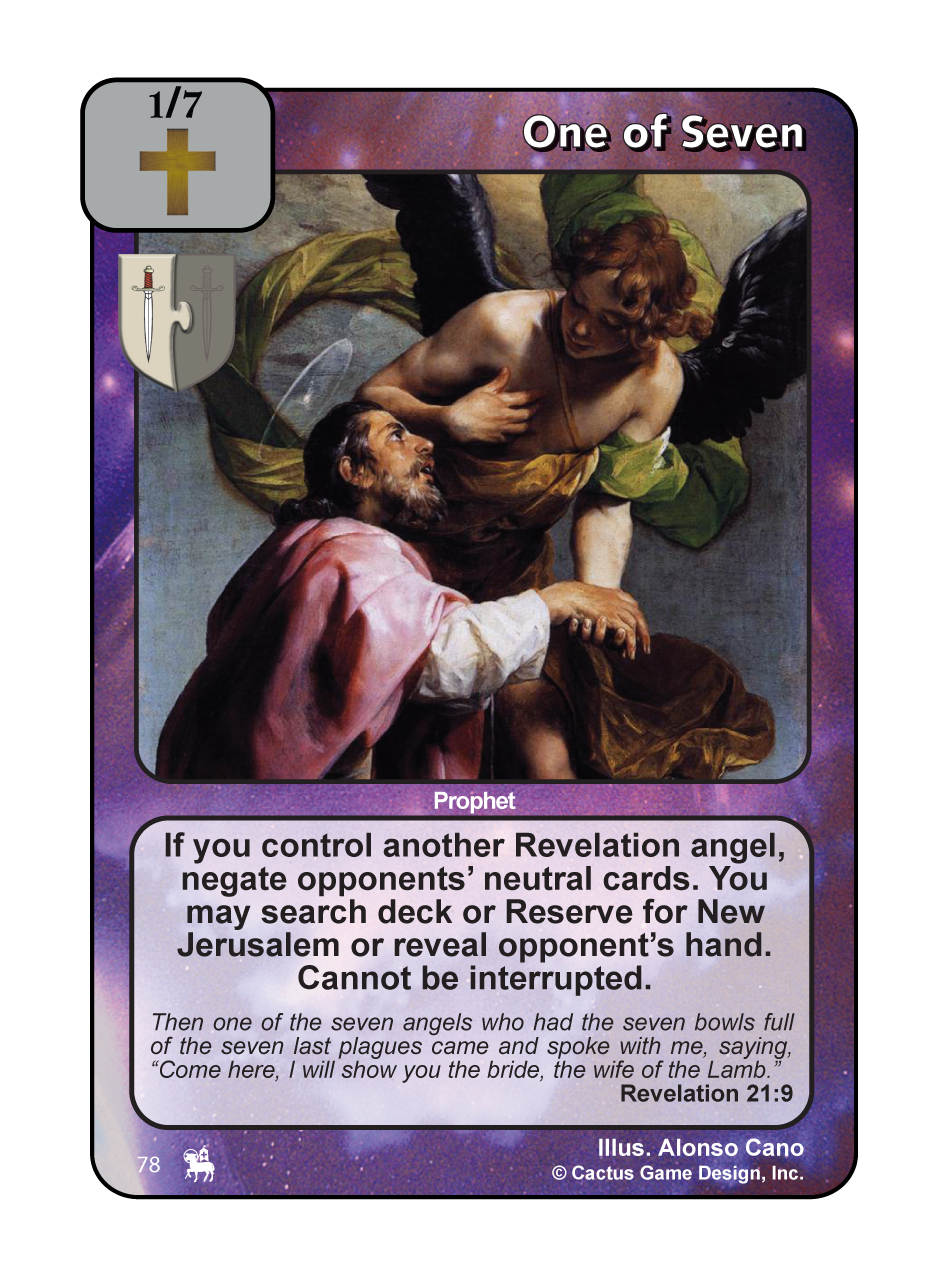 1/7
One of Seven
Prophet
If you control another Revelation angel,
negate opponents’ neutral cards. You
may search deck or Reserve for New
Jerusalem or reveal opponent’s hand.
Cannot be interrupted.
Then one of the seven angels who had the seven bowls full
of the seven last plagues came and spoke with me, saying,
“Come here, I will show you the bride, the wife of the Lamb.”
Revelation 21:9
78
Illus. Alonso Cano
© Cactus Game Design, Inc.